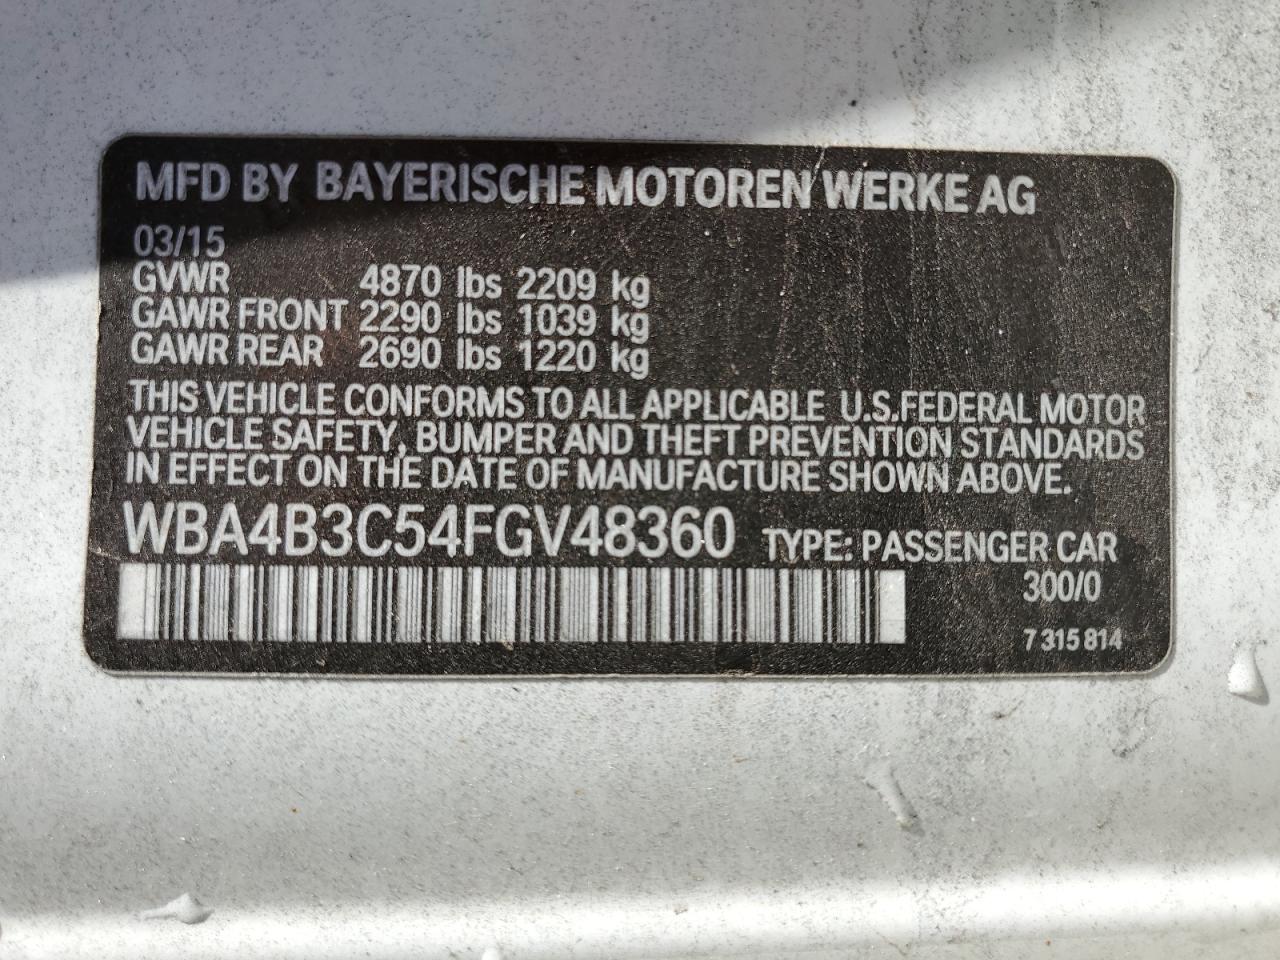 MFD BY BAYERISCHE MOTOREN WERKE AG
03/15
GVWR 4870 lbs 2209 kg
GAWR FRONT 2290 lbs 1039 kg
GAWR REAR 2690 lbs 1220 kg
THIS VEHICLE CONFORMS TO ALL APPLICABLE U.S.FEDERAL MOTOR
VEHICLE SAFETY, BUMPER AND THEFT PREVENTION STANDARDS
IN EFFECT ON THE DATE OF MANUFACTURE SHOWN ABOVE.
WBA4B3C54FGV48360 TYPE: PASSENGER CAR
300/0
7 315 814